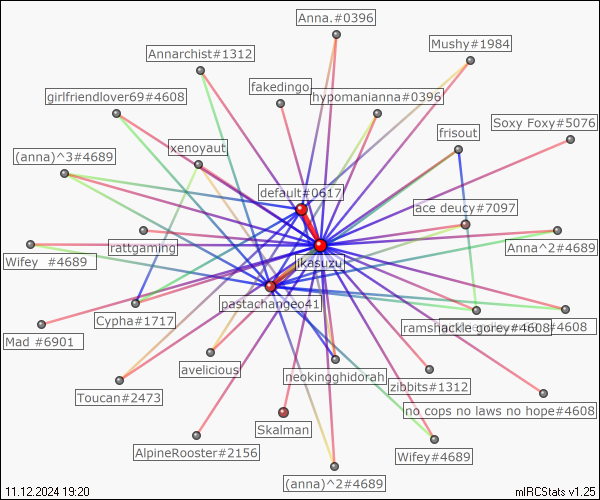 Anna.#0396
Mushy#1984
Annarchist#1312
fakedingo
girlfriendlover69#4608
hypomanianna#0396
Soxy Foxy#5076
frisout
xenoyaut
(anna)^3#4689
default#0617
ace deucy#7097
rattgaming
Anna^2#4689
Wifey  #4689
jkasuzu
pastachangeo41
Cypha#1717
ramshackle gorey#4608
#4608
Mad #6901
avelicious
neokingghidorah
zibbits#1312
Toucan#2473
no cops no laws no hope#4608
Skalman
AlpineRooster#2156
Wifey#4689
(anna)^2#4689
11.12.2024 19:20
mIRCStats v1.25